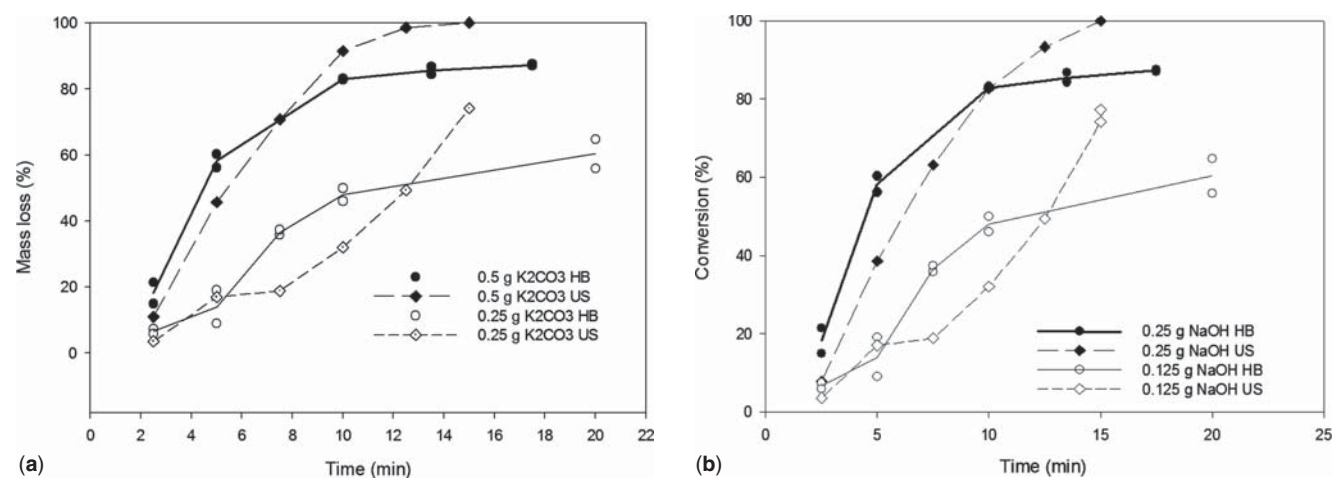 100
80
60
40
20
0
Mass loss (%)
0.5 g K2CO3 HB
0.5 g K2CO3 US
0.25 g K2CO3 HB
0.25 g K2CO3 US
0 2 4 6 8 10 12 14 16 18 20 22
Time (min)
(a)
100
80
60
40
20
0
Conversion (%)
0.25 g NaOH HB
0.25 g NaOH US
0.125 g NaOH HB
0.125 g NaOH US
0 5 10 15 20 25
Time (min)
(b)